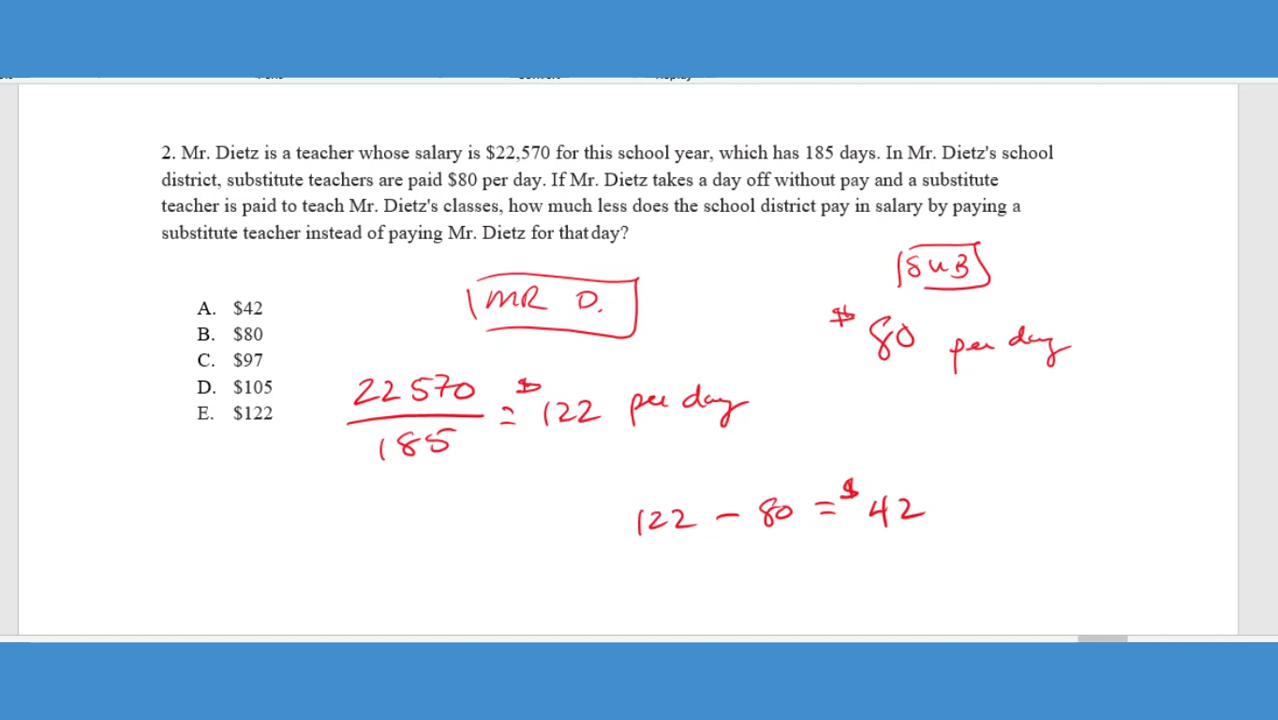 2. Mr. Dietz is a teacher whose salary is $22,570 for this school year, which has 185 days. In Mr. Dietz's school
district, substitute teachers are paid $80 per day. If Mr. Dietz takes a day off without pay and a substitute
teacher is paid to teach Mr. Dietz's classes, how much less does the school district pay in salary by paying a
substitute teacher instead of paying Mr. Dietz for that day?
SUB
MR D.
$80 per day
A. $42
B. $80
C. $97
D. $105
E. $122
22570
185
= $122 per day
122 - 80 = $42